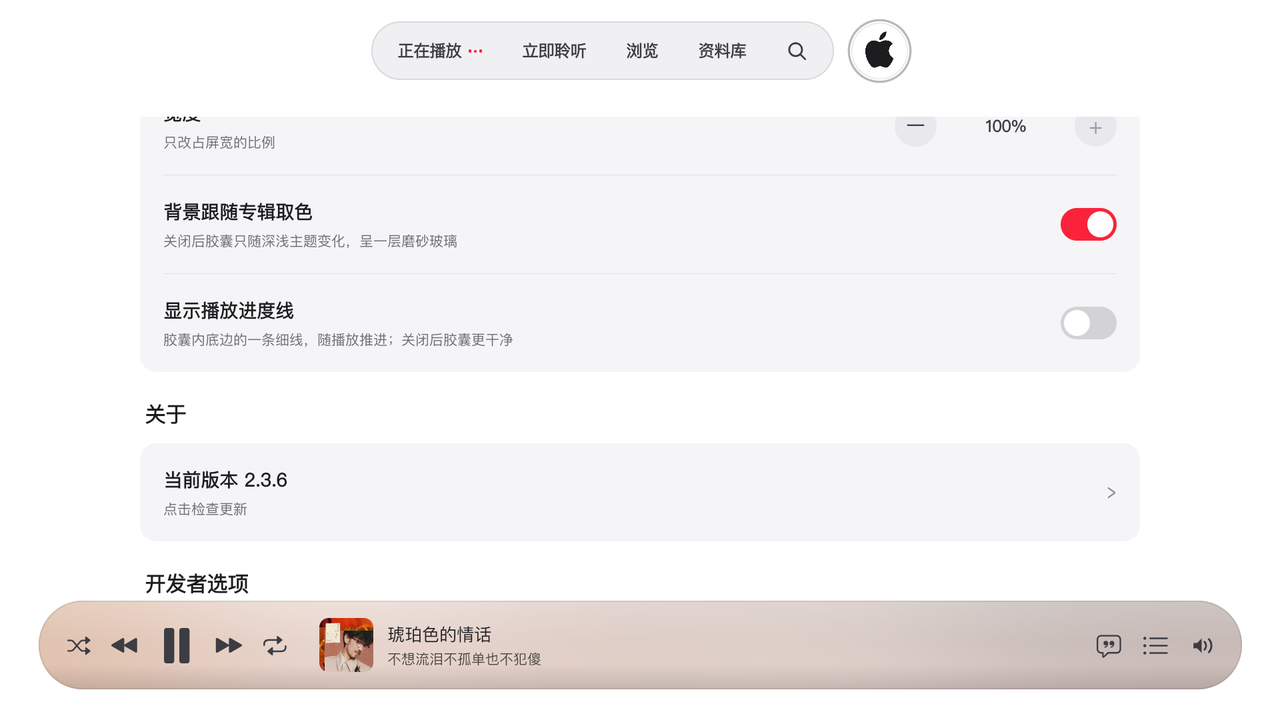 正在播放
立即聆听
浏览
资料库
宽度
只改占屏宽的比例
100%
背景跟随专辑取色
关闭后胶囊只随深浅主题变化，呈一层磨砂玻璃
显示播放进度线
胶囊内底边的一条细线，随播放推进；关闭后胶囊更干净
关于
当前版本 2.3.6
点击检查更新
开发者选项
琥珀色的情话
不想流泪不孤单也不犯傻